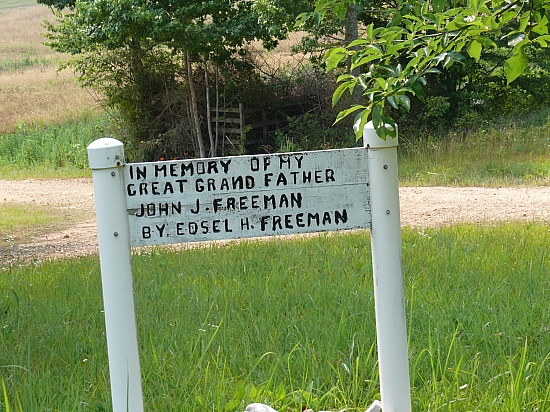 IN MEMORY OF MY
GREAT GRAND FATHER
JOHN J. FREEMAN
BY. EDSEL H. FREEMAN